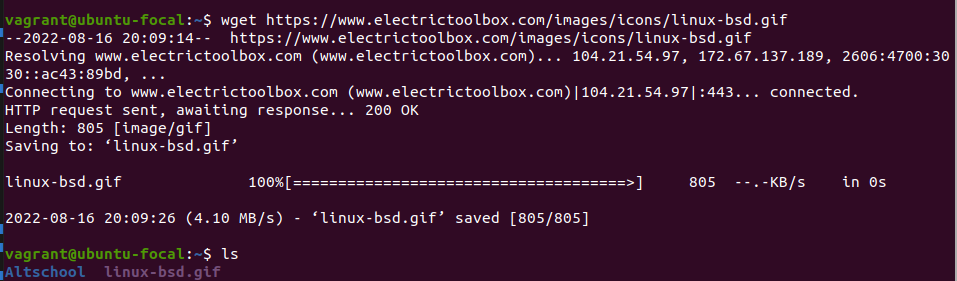 vagrant@ubuntu-focal:~$ wget https://www.electrictoolbox.com/images/icons/linux-bsd.gif
--2022-08-16 20:09:14--  https://www.electrictoolbox.com/images/icons/linux-bsd.gif
Resolving www.electrictoolbox.com (www.electrictoolbox.com)... 104.21.54.97, 172.67.137.189, 2606:4700:30
30::ac43:89bd, ...
Connecting to www.electrictoolbox.com (www.electrictoolbox.com)|104.21.54.97|:443... connected.
HTTP request sent, awaiting response... 200 OK
Length: 805 [image/gif]
Saving to: ‘linux-bsd.gif’
linux-bsd.gif                100%[=====================================>]     805  --.-KB/s    in 0s
2022-08-16 20:09:26 (4.10 MB/s) - ‘linux-bsd.gif’ saved [805/805]
vagrant@ubuntu-focal:~$ ls
Altschool  linux-bsd.gif